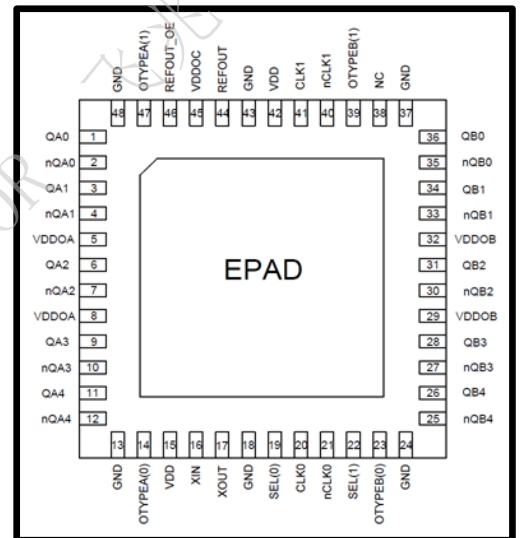 GND OTYPEA(1) REFOUT_OE VDDOC REFOUT GND VDD CLK1 nCLK1 OTYPEB(1) NC GND
48 47 46 45 44 43 42 41 40 39 38 37
QA0 1 36 QB0
nQA0 2 35 nQB0
QA1 3 34 QB1
nQA1 4 33 nQB1
VDDOA 5 32 VDDOB
QA2 6 31 QB2
EPAD
nQA2 7 30 nQB2
VDDOA 8 29 VDDOB
QA3 9 28 QB3
nQA3 10 27 nQB3
QA4 11 26 QB4
nQA4 12 25 nQB4
13 14 15 16 17 18 19 20 21 22 23 24
GND OTYPEA(0) VDD XIN XOUT GND SEL(0) CLK0 nCLK0 SEL(1) OTYPEB(0) GND